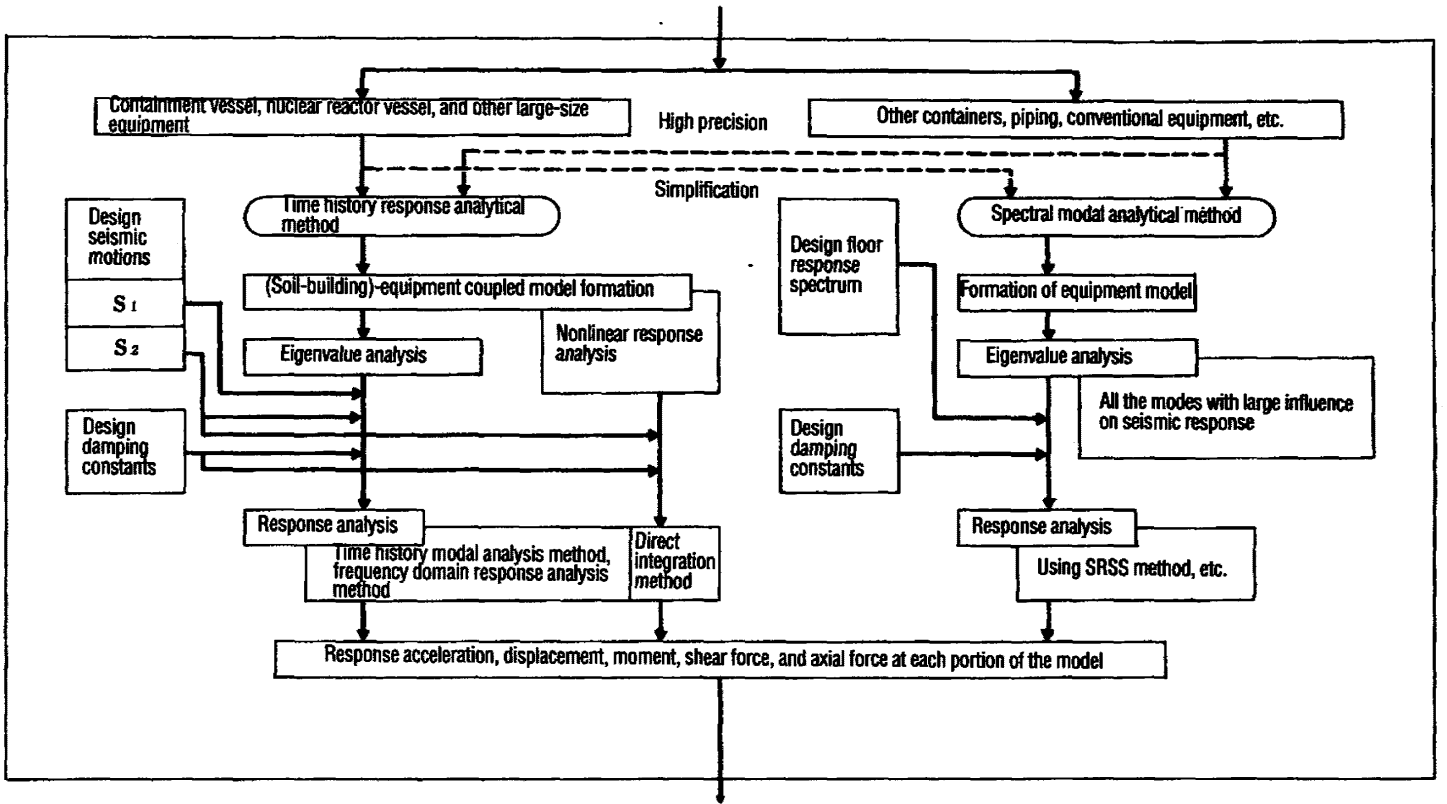 Containment vessel, nuclear reactor vessel, and other large-size
equipment
High precision
Other containers, piping, conventional equipment, etc.
Simplification
Time history response analytical
method
Spectral modal analytical method
Design
seismic
motions
S1
S2
(Soil-building)-equipment coupled model formation
Nonlinear response
analysis
Eigenvalue analysis
Design
damping
constants
Response analysis
Time history modal analysis method,
frequency domain response analysis
method
Direct
integration
method
Design floor
response
spectrum
Formation of equipment model
Eigenvalue analysis
All the modes with large influence
on seismic response
Design
damping
constants
Response analysis
Using SRSS method, etc.
Response acceleration, displacement, moment, shear force, and axial force at each portion of the model